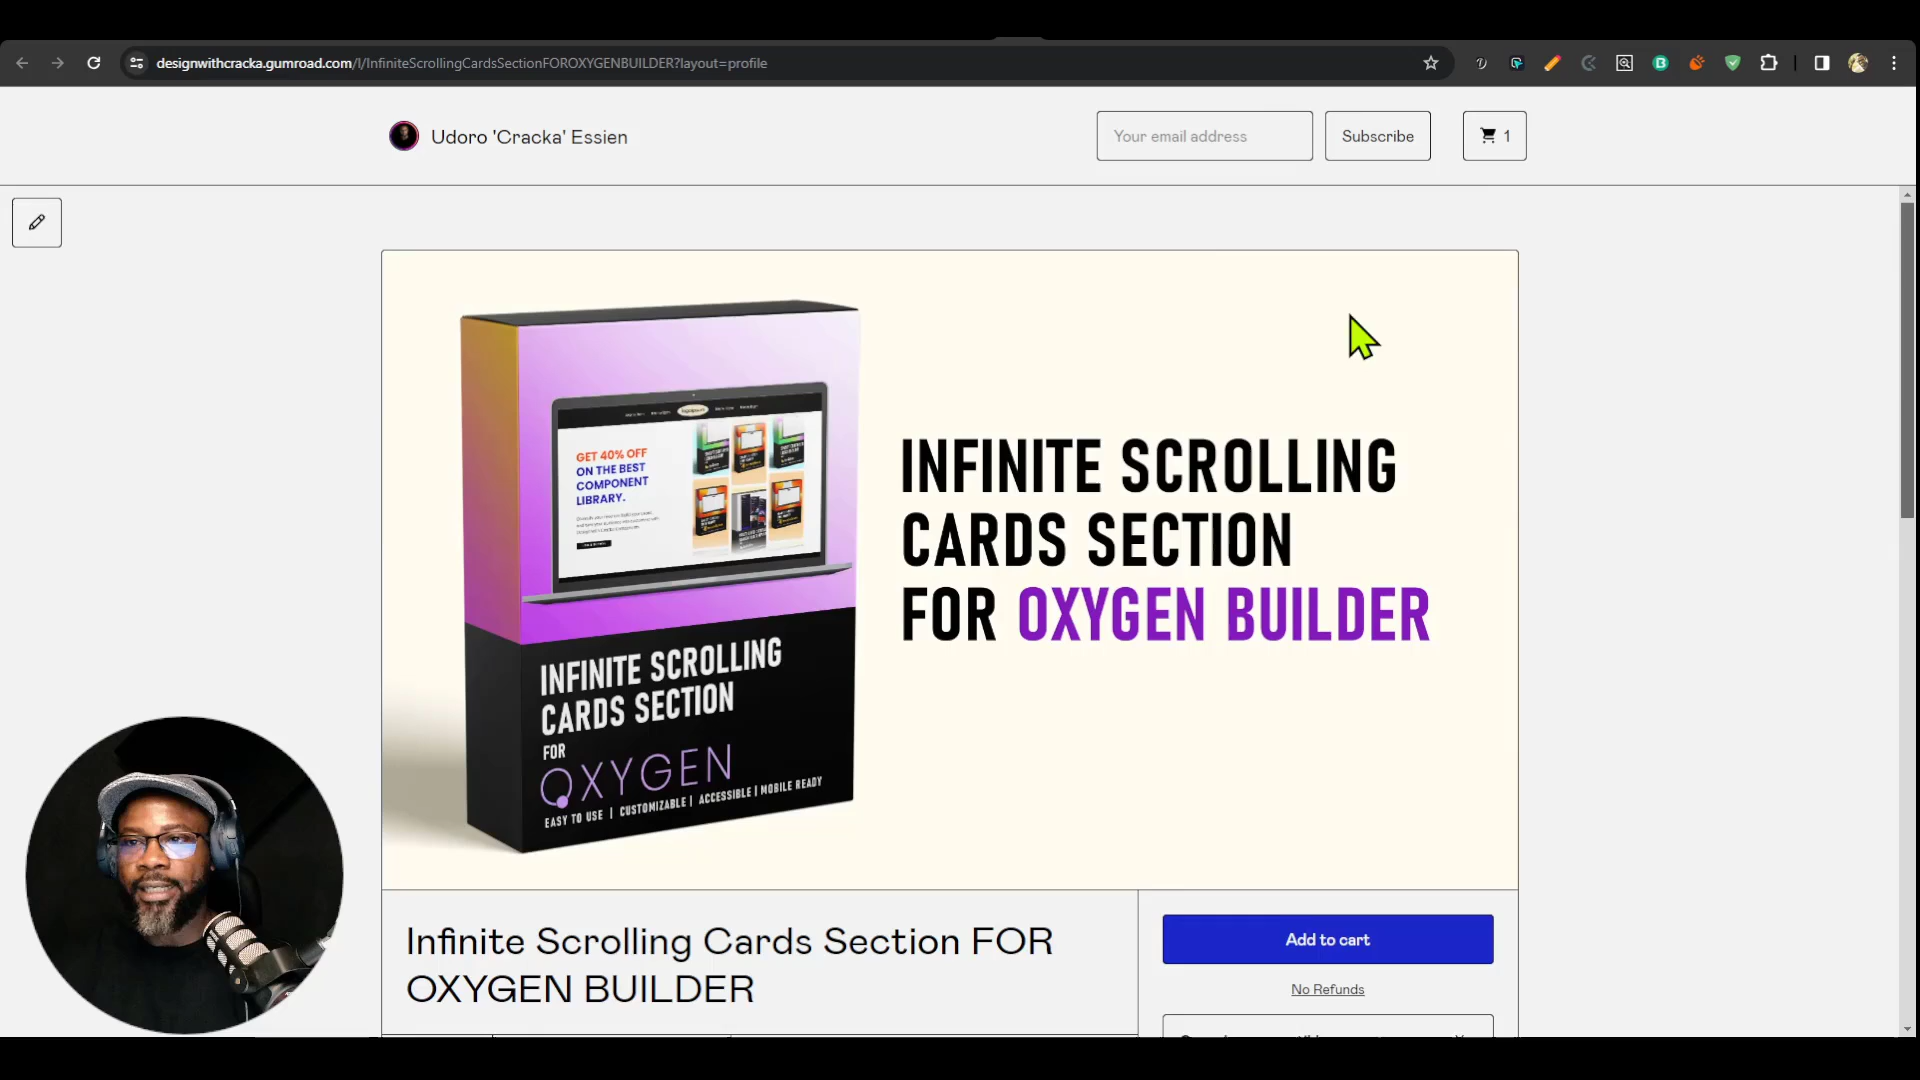 designwithcracka.gumroad.com/l/InfiniteScrollingCardsSectionFOROXYGENBUILDER?layout=profile
Udoro 'Cracka' Essien
Your email address
Subscribe
1
GET 40% OFF
ON THE BEST
COMPONENT
LIBRARY.
INFINITE SCROLLING
CARDS SECTION
FOR
OXYGEN
EASY TO USE | CUSTOMIZABLE | ACCESSIBLE | MOBILE READY
INFINITE SCROLLING
CARDS SECTION
FOR OXYGEN BUILDER
Infinite Scrolling Cards Section FOR
OXYGEN BUILDER
Add to cart
No Refunds